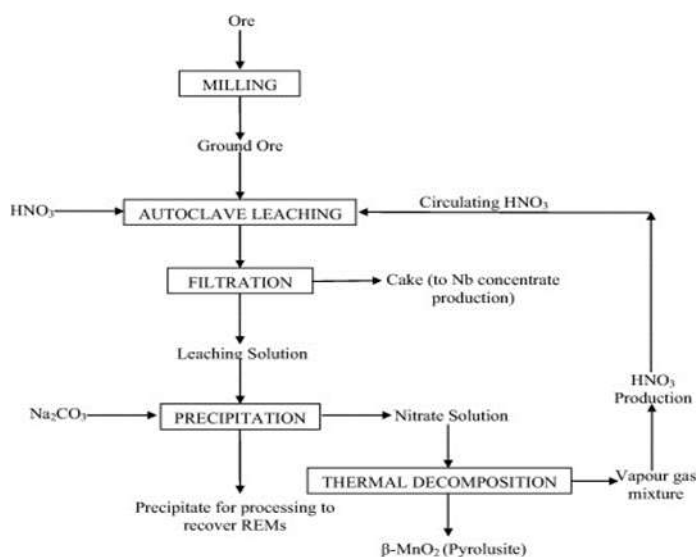 Ore
MILLING
Ground Ore
HNO₃
AUTOCLAVE LEACHING
Circulating HNO₃
FILTRATION
Cake (to Nb concentrate
production)
Leaching Solution
HNO₃
Production
Na₂CO₃
PRECIPITATION
Nitrate Solution
THERMAL DECOMPOSITION
Vapour gas
mixture
Precipitate for processing to
recover REMs
β-MnO₂ (Pyrolusite)